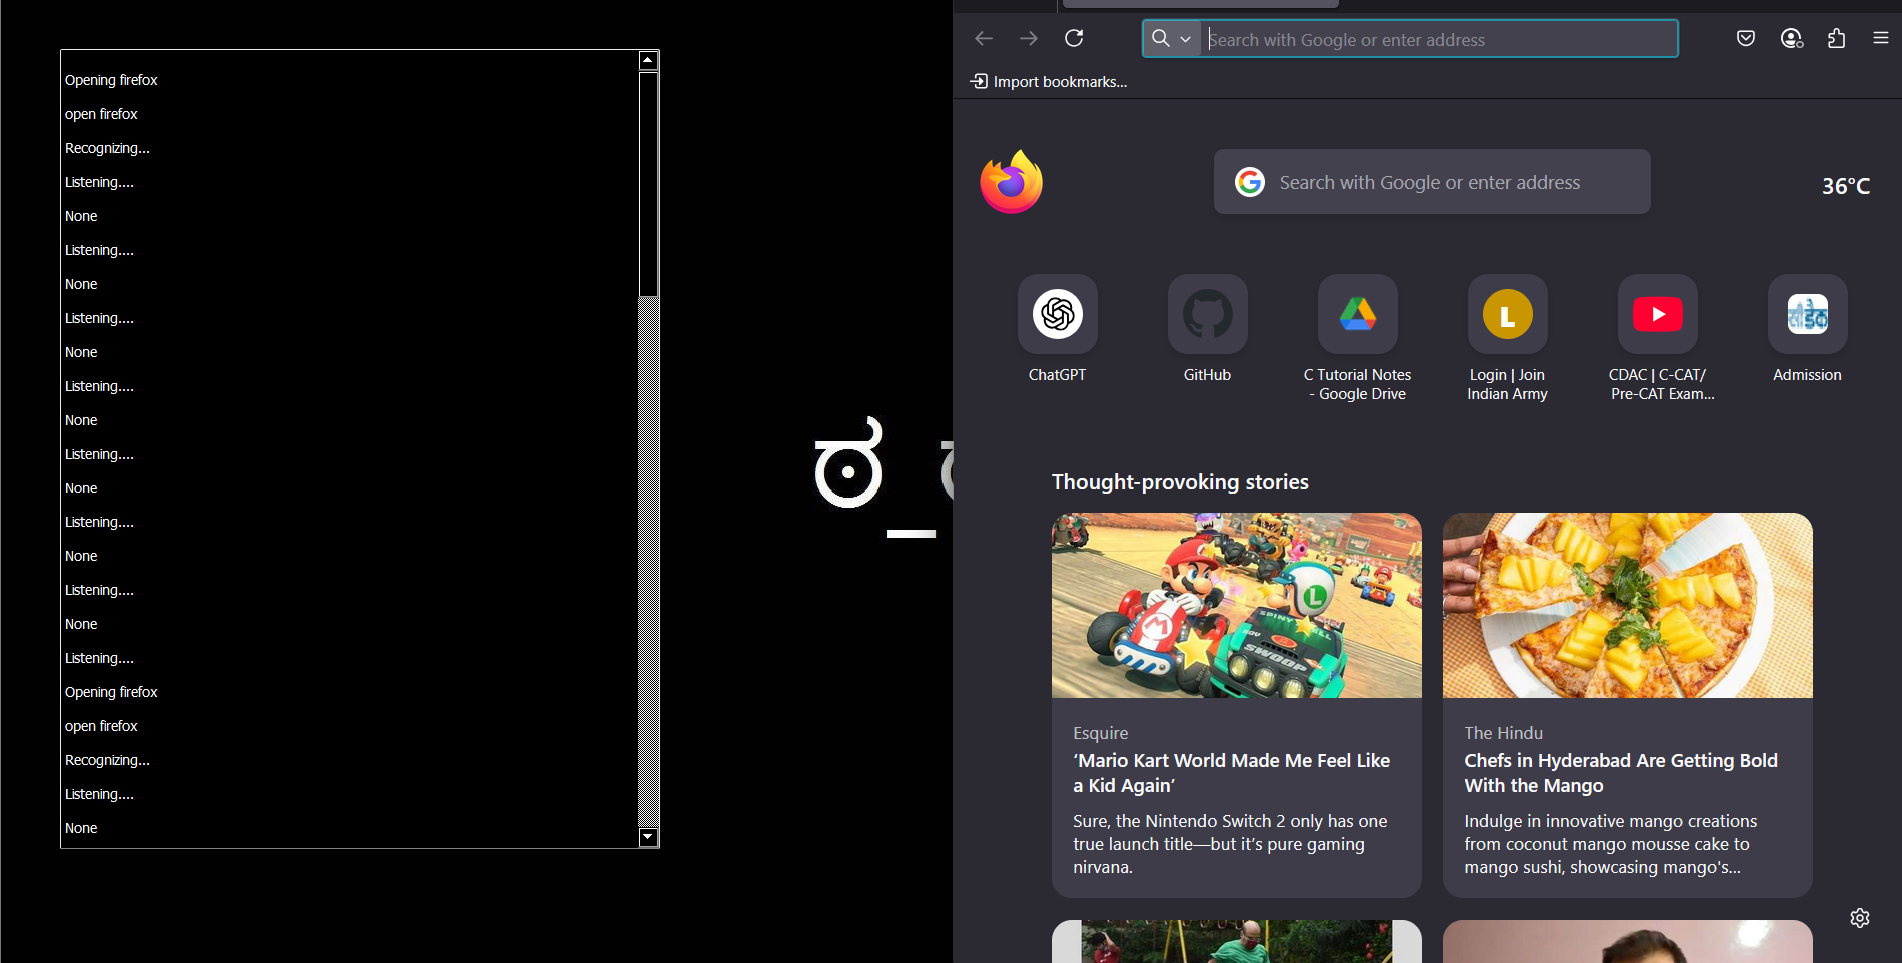 Opening firefox
open firefox
Recognizing...
Listening....
None
Listening....
None
Listening....
None
Listening....
None
Listening....
None
Listening....
None
Listening....
None
Listening....
Opening firefox
open firefox
Recognizing...
Listening....
None
ಠ_
Search with Google or enter address
Import bookmarks...
Search with Google or enter address
36°C
ChatGPT
GitHub
C Tutorial Notes
- Google Drive
L
Login | Join
Indian Army
CDAC | C-CAT/
Pre-CAT Exam...
Admission
Thought-provoking stories
M
L
SPINY
SWOOP
Esquire
‘Mario Kart World Made Me Feel Like
a Kid Again’
Sure, the Nintendo Switch 2 only has one
true launch title—but it’s pure gaming
nirvana.
The Hindu
Chefs in Hyderabad Are Getting Bold
With the Mango
Indulge in innovative mango creations
from coconut mango mousse cake to
mango sushi, showcasing mango's...